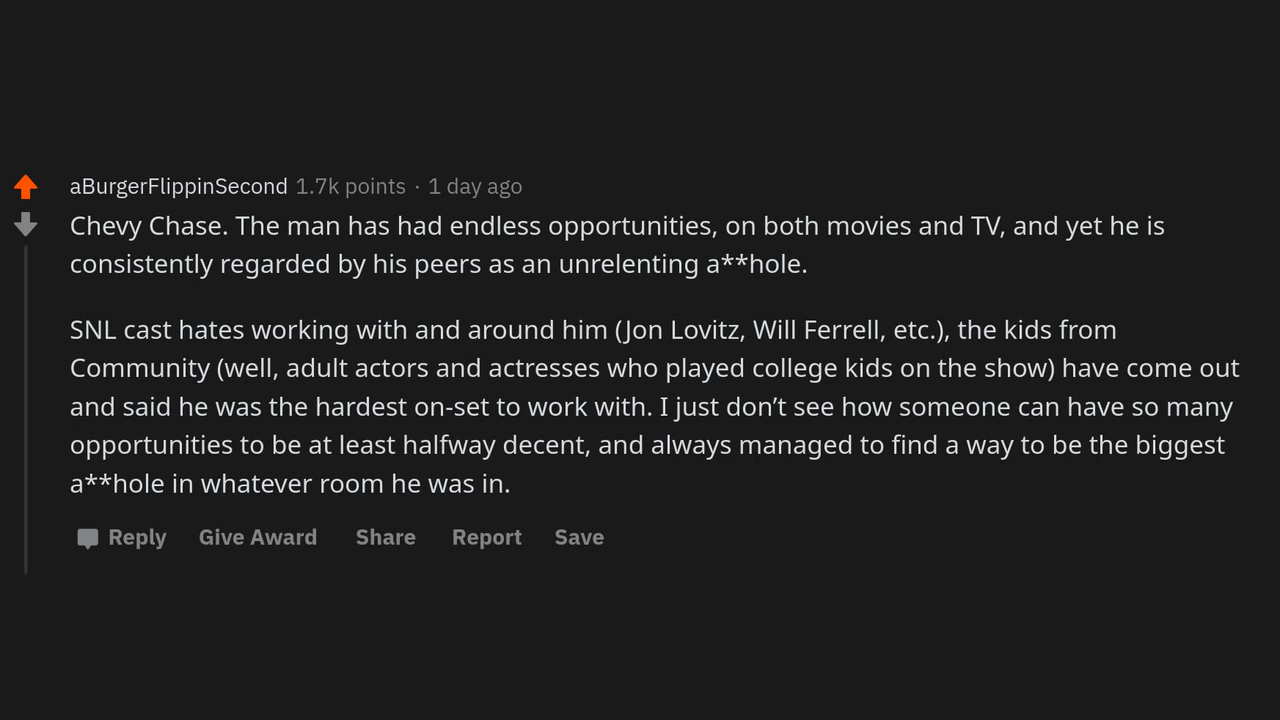 aBurgerFlippinSecond 1.7k points · 1 day ago
Chevy Chase. The man has had endless opportunities, on both movies and TV, and yet he is
consistently regarded by his peers as an unrelenting a**hole.
SNL cast hates working with and around him (Jon Lovitz, Will Ferrell, etc.), the kids from
Community (well, adult actors and actresses who played college kids on the show) have come out
and said he was the hardest on-set to work with. I just don’t see how someone can have so many
opportunities to be at least halfway decent, and always managed to find a way to be the biggest
a**hole in whatever room he was in.
Reply Give Award Share Report Save